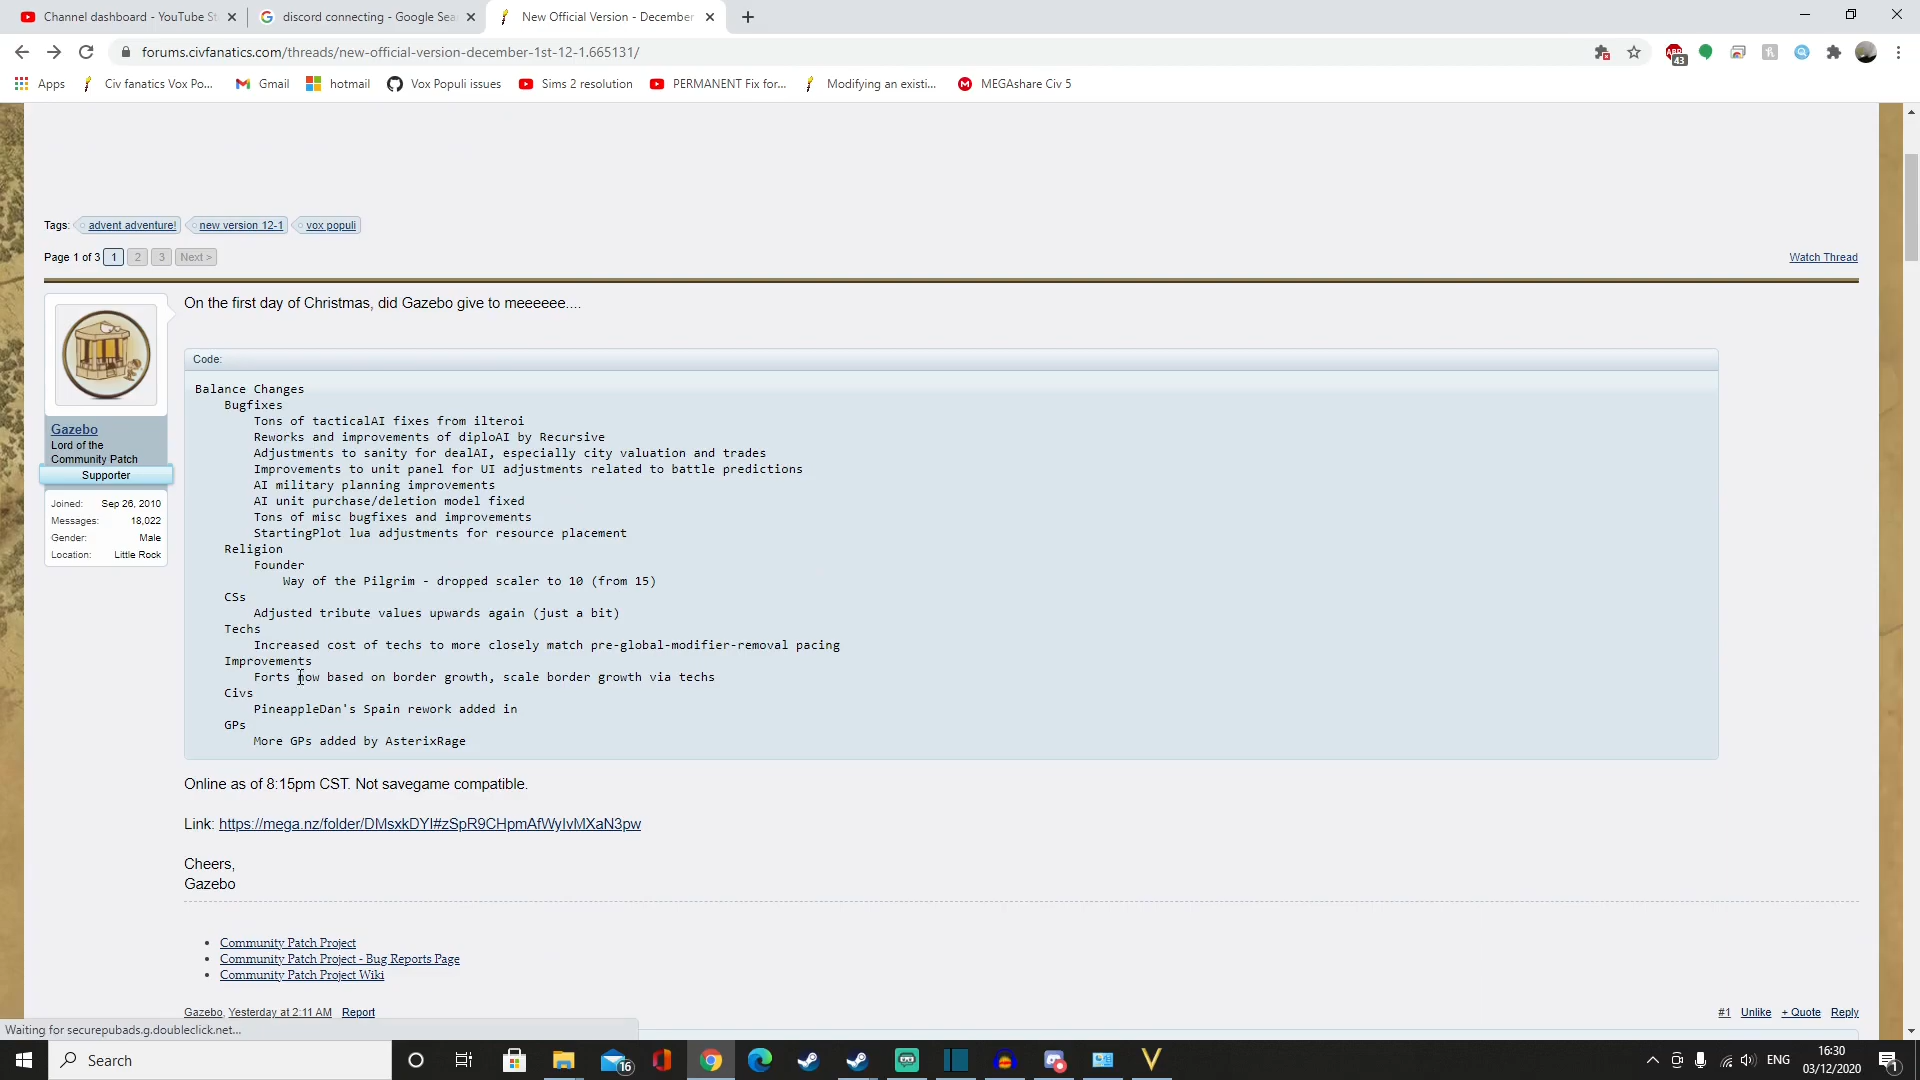 Channel dashboard - YouTube St
discord connecting - Google Sea
New Official Version - December
forums.civfanatics.com/threads/new-official-version-december-1st-12-1.665131/
43
Apps
Civ fanatics Vox Po...
Gmail
hotmail
Vox Populi issues
Sims 2 resolution
PERMANENT Fix for...
Modifying an existi...
MEGAshare Civ 5
Tags: advent adventure! new version 12-1 vox populi
Page 1 of 3 1 2 3 Next >
Watch Thread
Gazebo
Lord of the
Community Patch
Supporter
Joined: Sep 26, 2010
Messages: 18,022
Gender: Male
Location: Little Rock
On the first day of Christmas, did Gazebo give to meeeeee....
Code:
Balance Changes
Bugfixes
Tons of tacticalAI fixes from ilteroi
Reworks and improvements of diploAI by Recursive
Adjustments to sanity for dealAI, especially city valuation and trades
Improvements to unit panel for UI adjustments related to battle predictions
AI military planning improvements
AI unit purchase/deletion model fixed
Tons of misc bugfixes and improvements
StartingPlot lua adjustments for resource placement
Religion
Founder
Way of the Pilgrim - dropped scaler to 10 (from 15)
CSs
Adjusted tribute values upwards again (just a bit)
Techs
Increased cost of techs to more closely match pre-global-modifier-removal pacing
Improvements
Forts now based on border growth, scale border growth via techs
Civs
PineappleDan's Spain rework added in
GPs
More GPs added by AsterixRage
Online as of 8:15pm CST. Not savegame compatible.
Link: https://mega.nz/folder/DMsxkDYI#zSpR9CHpmAfWyIvMXaN3pw
Cheers,
Gazebo
Community Patch Project
Community Patch Project - Bug Reports Page
Community Patch Project Wiki
Gazebo, Yesterday at 2:11 AM Report
#1 Unlike + Quote Reply
Waiting for securepubads.g.doubleclick.net...
Search
16
ENG
16:30
03/12/2020
1